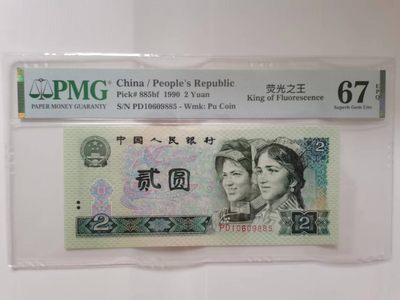 PMG
PAPER MONEY GUARANTY
China / People's Republic
Pick# 885bf 1990 2 Yuan
S/N PD10609885 - Wmk: Pu Coin
荧光之王
King of Fluorescence
67 EPQ
Superb Gem Unc
中国人民银行
贰圆
2
2
2
PD10609885